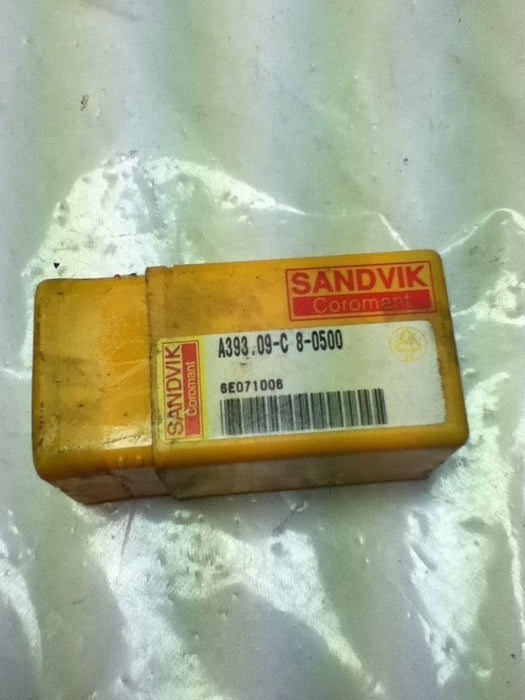 SANDVIK
Coromant
SANDVIK
Coromant
A393.09-C 8-0500
6E071006